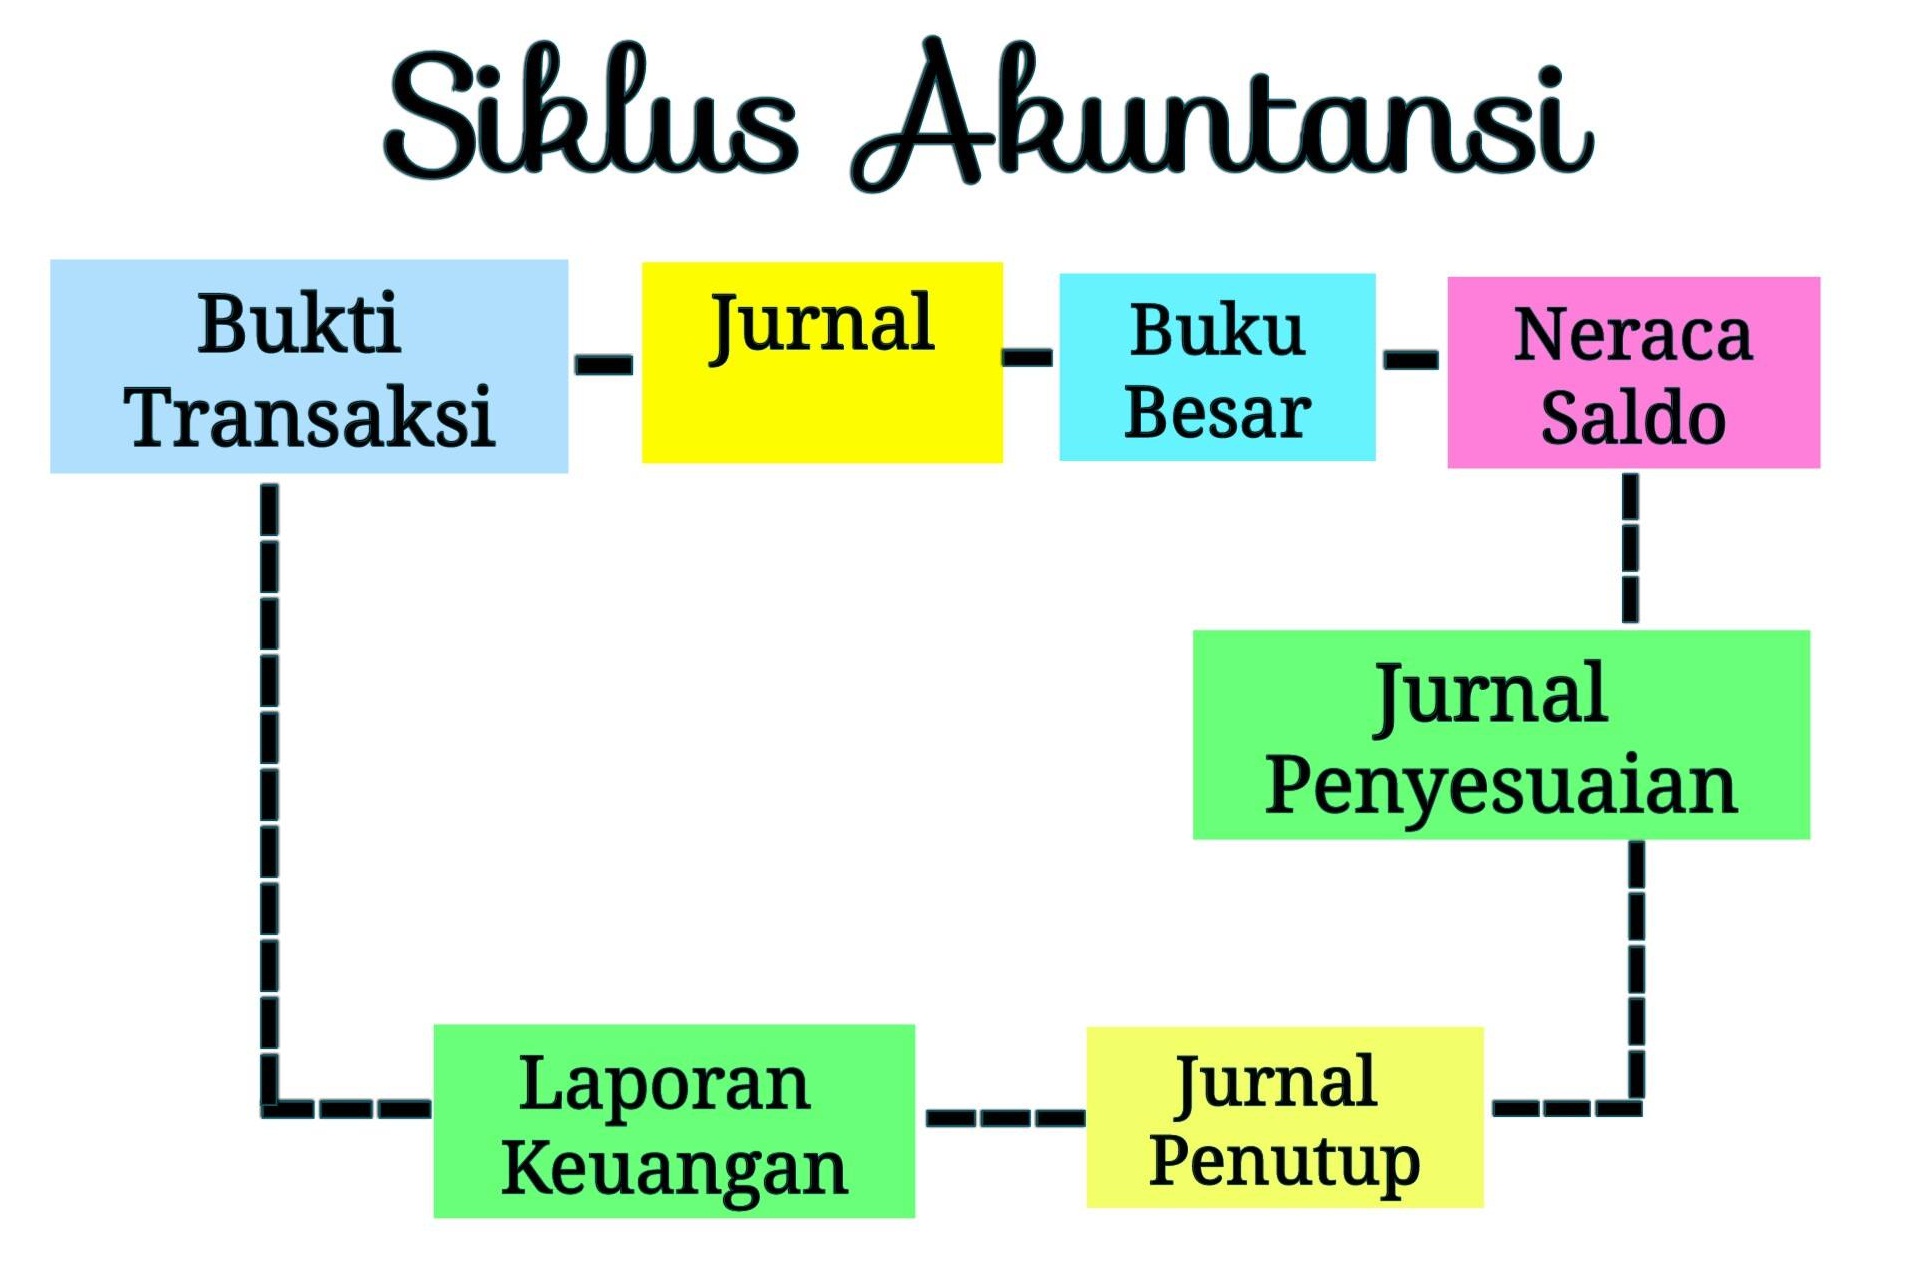 Siklus Akuntansi
Bukti
Transaksi
Jurnal
Buku
Besar
Neraca
Saldo
Jurnal
Penyesuaian
Jurnal
Penutup
Laporan
Keuangan